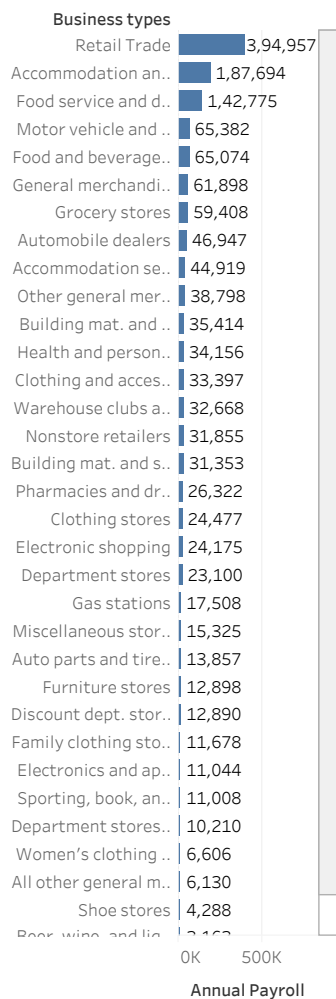 Business types
Retail Trade 3,94,957
Accommodation an.. 1,87,694
Food service and d.. 1,42,775
Motor vehicle and .. 65,382
Food and beverage.. 65,074
General merchandi.. 61,898
Grocery stores 59,408
Automobile dealers 46,947
Accommodation se.. 44,919
Other general mer.. 38,798
Building mat. and .. 35,414
Health and person.. 34,156
Clothing and acces.. 33,397
Warehouse clubs a.. 32,668
Nonstore retailers 31,855
Building mat. and s.. 31,353
Pharmacies and dr.. 26,322
Clothing stores 24,477
Electronic shopping 24,175
Department stores 23,100
Gas stations 17,508
Miscellaneous stor.. 15,325
Auto parts and tire.. 13,857
Furniture stores 12,898
Discount dept. stor.. 12,890
Family clothing sto.. 11,678
Electronics and ap.. 11,044
Sporting, book, an.. 11,008
Department stores.. 10,210
Women's clothing .. 6,606
All other general m.. 6,130
Shoe stores 4,288
Beer, wine, and liq..
0K 500K
Annual Payroll